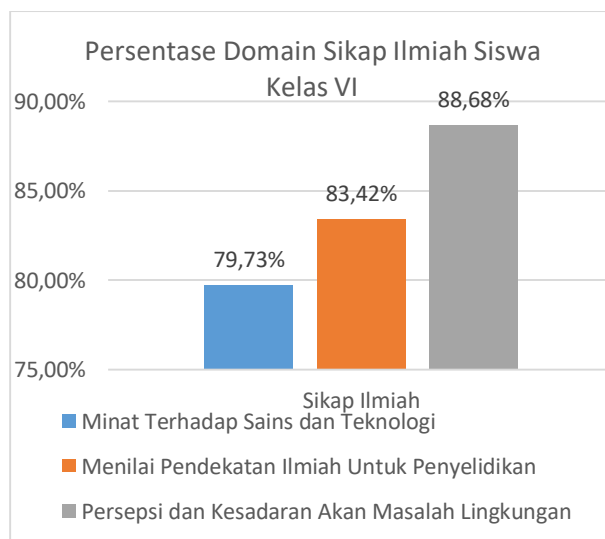 Persentase Domain Sikap Ilmiah Siswa
Kelas VI
90,00%
88,68%
85,00%
83,42%
79,73%
80,00%
75,00%
Sikap Ilmiah
Minat Terhadap Sains dan Teknologi
Menilai Pendekatan Ilmiah Untuk Penyelidikan
Persepsi dan Kesadaran Akan Masalah Lingkungan